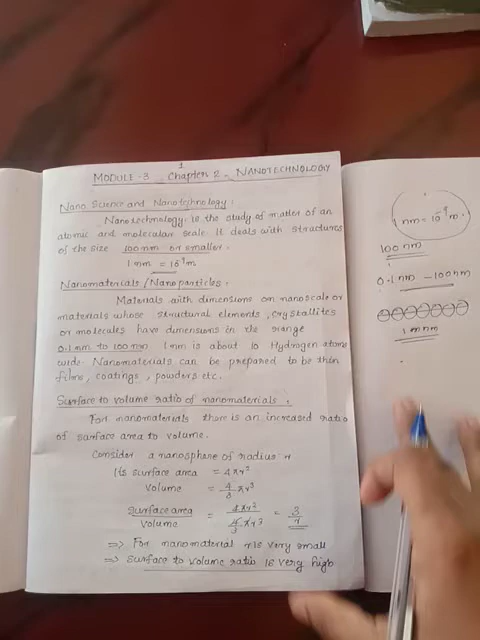 1
MODULE-3 Chapter 2 - NANOTECHNOLOGY
Nano Science and Nanotechnology:
Nanotechnology is the study of matter of an
atomic and molecular scale. It deals with structures
of the size 100nm or smaller.
1nm = 10⁻⁹m
Nanomaterials/Nanoparticles:
Materials with dimensions on nanoscale or
materials whose structural elements, crystallites
or molecules have dimensions in the range
0.1nm to 100nm. 1nm is about 10 Hydrogen atoms
wide. Nanomaterials can be prepared to be thin
films, coatings, powders etc.
Surface to volume ratio of nanomaterials:
For nanomaterials there is an increased ratio
of surface area to volume.
Consider a nanosphere of radius r
Its surface area = 4πr²
Volume = 4/3 πr³
Surface area / Volume = 4πr² / 4/3 πr³ = 3/r
⇒ For nanomaterial r is very small
⇒ Surface to volume ratio is very high
1nm = 10⁻⁹m.
100nm
0.1nm - 100nm